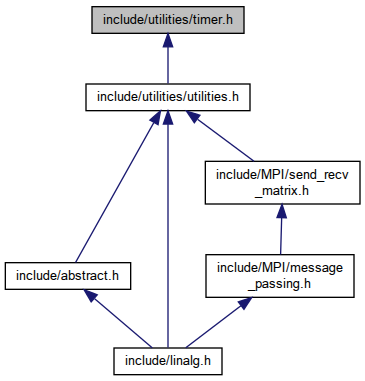 include/utilities/timer.h
include/utilities/utilities.h
include/MPI/send_recv
_matrix.h
include/abstract.h
include/MPI/message
_passing.h
include/linalg.h